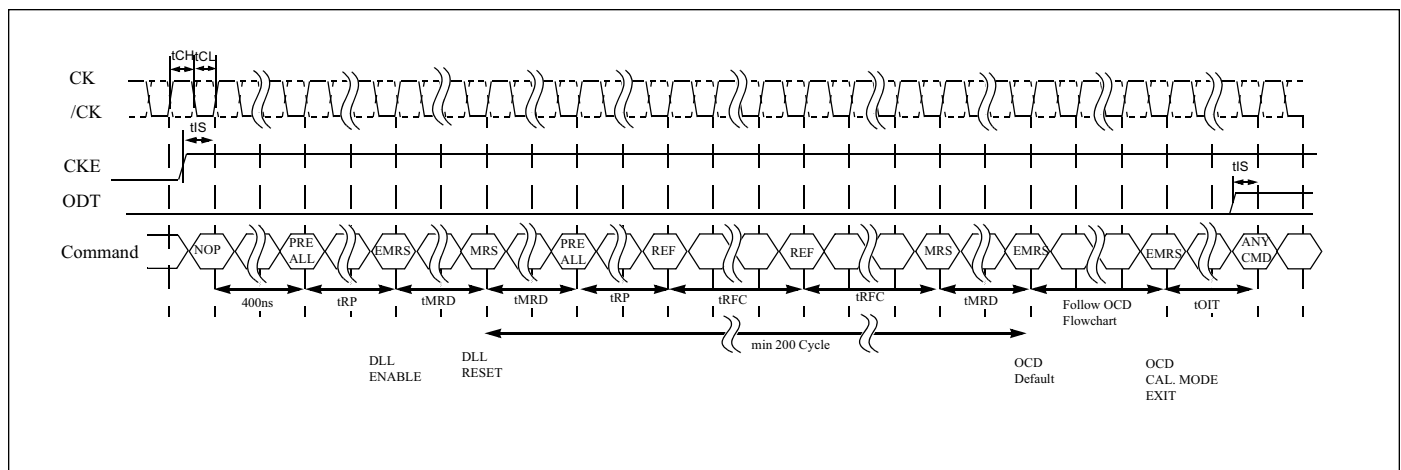 tCH tCL
CK
/CK
tIS
CKE
tIS
ODT
Command
NOP
PRE
ALL
EMRS
MRS
PRE
ALL
REF
REF
MRS
EMRS
EMRS
ANY
CMD
400ns
tRP
tMRD
tMRD
tRP
tRFC
tRFC
tMRD
Follow OCD
Flowchart
tOIT
min 200 Cycle
DLL
ENABLE
DLL
RESET
OCD
Default
OCD
CAL. MODE
EXIT